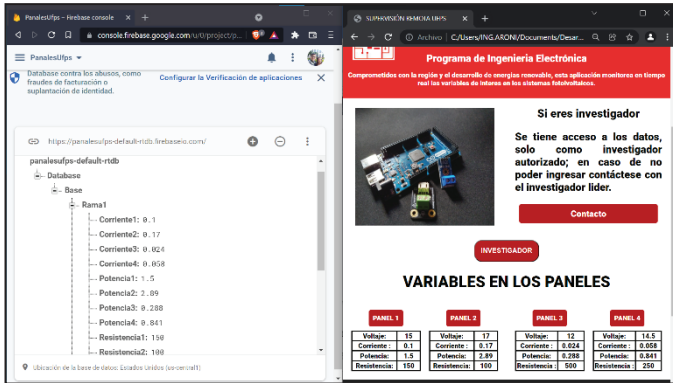 PanalesUfps – Firebase console
console.firebase.google.com/u/0/project/p...
PanalesUfps
Database contra los abusos, como
fraudes de facturación o
suplantación de identidad.
Configurar la Verificación de aplicaciones
https://panalesufps-default-rtdb.firebaseio.com/
panalesufps-default-rtdb
Database
Base
Rama1
Corriente1: 0.1
Corriente2: 0.17
Corriente3: 0.024
Corriente4: 0.058
Potencia1: 1.5
Potencia2: 2.89
Potencia3: 0.288
Potencia4: 0.841
Resistencia1: 150
Resistencia2: 100
Ubicación de la base de datos: Estados Unidos (us-central1)
SUPERVISIÓN REMOTA UFPS
Archivo | C:/Users/ING.ARONI/Documents/Desar...
Programa de Ingeniería Electrónica
Comprometidos con la región y el desarrollo de energías renovable, esta aplicación monitorea en tiempo
real las variables de interes en los sistemas fotovoltaicos.
Si eres investigador
Se tiene acceso a los datos,
solo como investigador
autorizado; en caso de no
poder ingresar contáctese con
el investigador lider.
Contacto
INVESTIGADOR
VARIABLES EN LOS PANELES
PANEL 1 PANEL 2 PANEL 3 PANEL 4
Voltaje: 15 Voltaje: 17 Voltaje: 12 Voltaje: 14.5
Corriente : 0.1 Corriente : 0.17 Corriente : 0.024 Corriente : 0.058
Potencia: 1.5 Potencia: 2.89 Potencia: 0.288 Potencia: 0.841
Resistencia: 150 Resistencia: 100 Resistencia: 500 Resistencia: 250